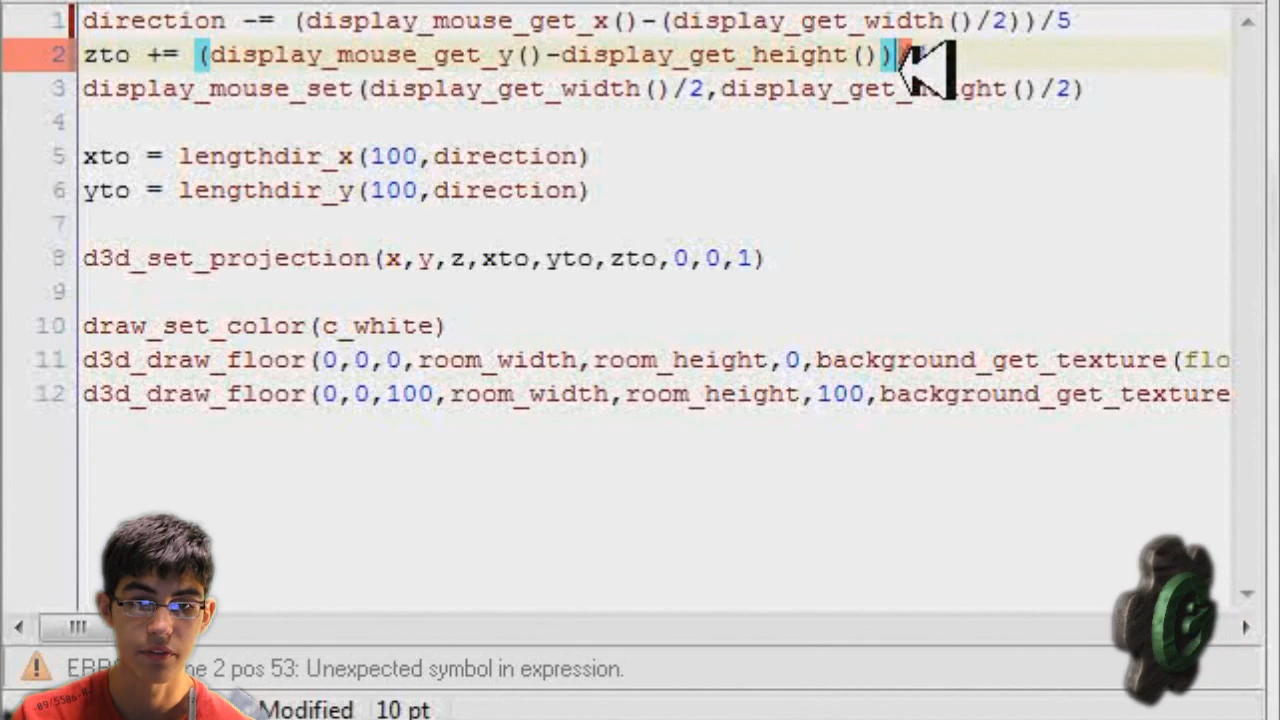 1 direction -= (display_mouse_get_x()-(display_get_width()/2))/5
2 zto += (display_mouse_get_y()-display_get_height())
3 display_mouse_set(display_get_width()/2,display_get_height()/2)
4
5 xto = lengthdir_x(100,direction)
6 yto = lengthdir_y(100,direction)
7
8 d3d_set_projection(x,y,z,xto,yto,zto,0,0,1)
9
10 draw_set_color(c_white)
11 d3d_draw_floor(0,0,0,room_width,room_height,0,background_get_texture(flo
12 d3d_draw_floor(0,0,100,room_width,room_height,100,background_get_texture
2 pos 53: Unexpected symbol in expression.
Modified 10 pt